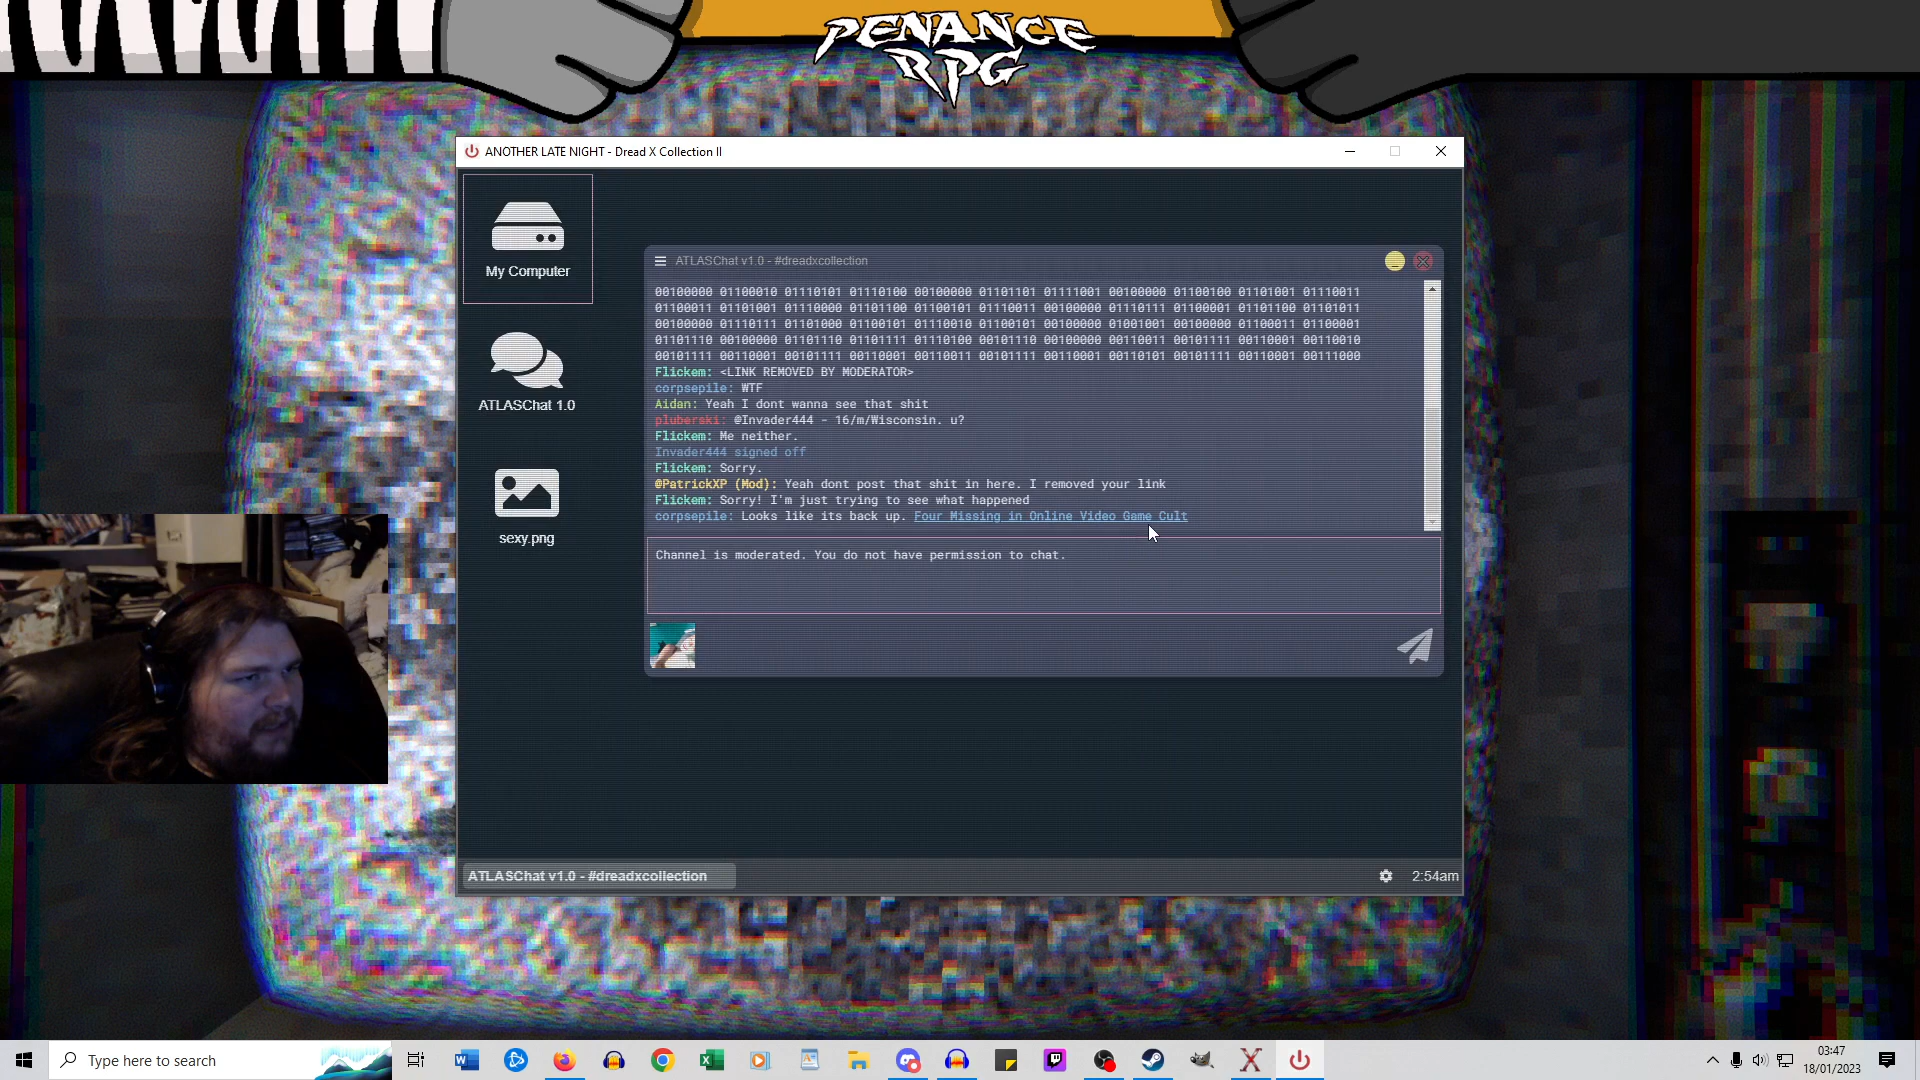 PENANCE
RPG
ANOTHER LATE NIGHT - Dread X Collection II
My Computer
ATLASChat 1.0
sexy.png
ATLASChat v1.0 - #dreadxcollection
00100000 01100010 01110101 01110100 00100000 01101101 01111001 00100000 01100100 01101001 01110011
01100011 01101001 01110000 01101100 01100101 01110011 00100000 01110111 01100001 01101100 01101011
00100000 01110111 01101000 01100101 01110010 01100101 00100000 01001001 00100000 01100011 01100001
01101110 00100000 01101110 01101111 01110100 00101110 00100000 00110011 00101111 00110001 00110010
00101111 00110001 00101111 00110001 00110011 00101111 00110001 00110101 00101111 00110001 00111000
Flickem: <LINK REMOVED BY MODERATOR>
corpsepile: WTF
Aidan: Yeah I dont wanna see that shit
pluberski: @Invader444 - 16/m/Wisconsin. u?
Flickem: Me neither.
Invader444 signed off
Flickem: Sorry.
@PatrickXP (Mod): Yeah dont post that shit in here. I removed your link
Flickem: Sorry! I'm just trying to see what happened
corpsepile: Looks like its back up. Four Missing in Online Video Game Cult
Channel is moderated. You do not have permission to chat.
ATLASChat v1.0 - #dreadxcollection
2:54am
Type here to search
03:47
18/01/2023